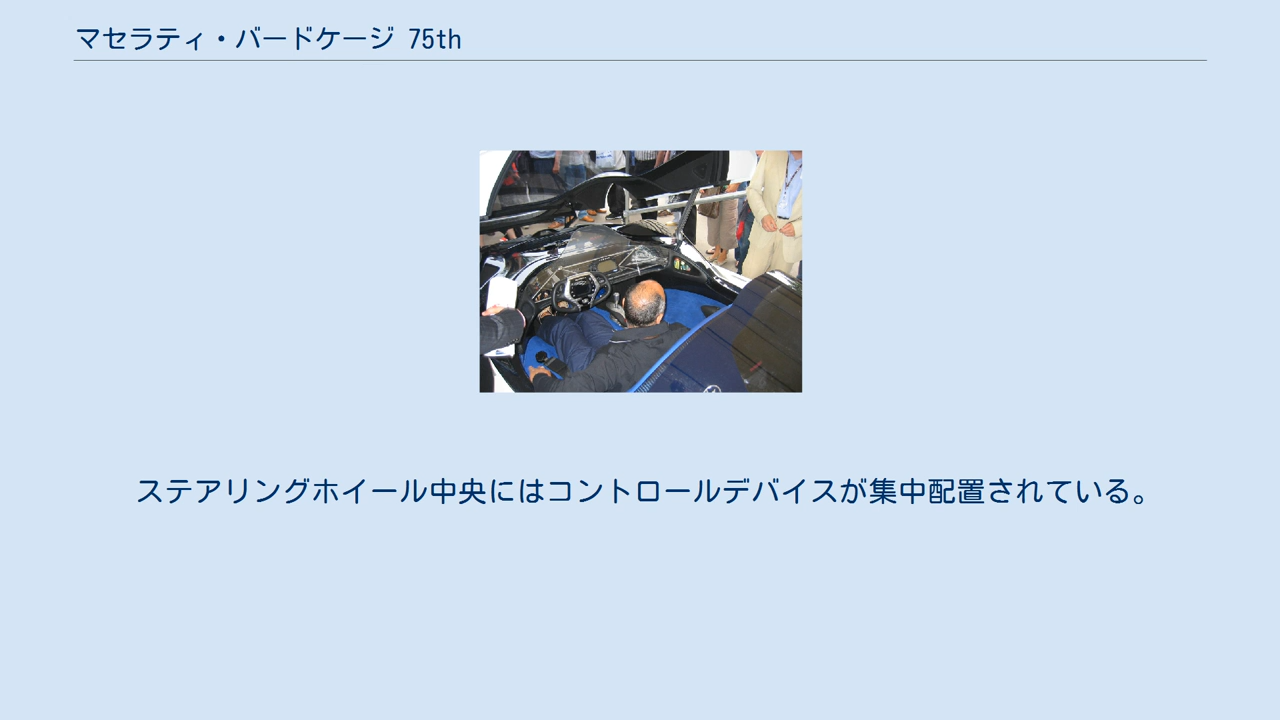 マセラティ・バードケージ 75th
ステアリングホイール中央にはコントロールデバイスが集中配置されている。